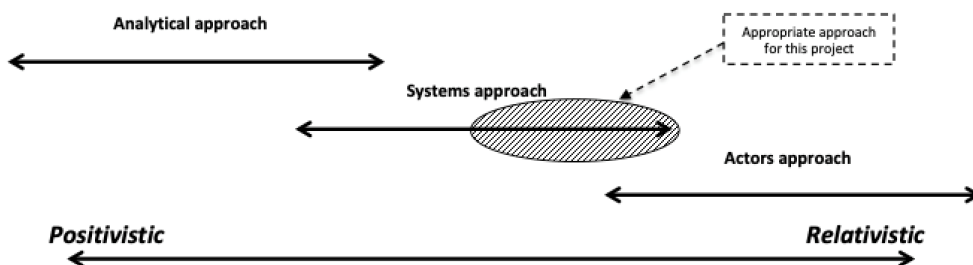 Analytical approach
Appropriate approach
for this project
Systems approach
Actors approach
Positivistic
Relativistic